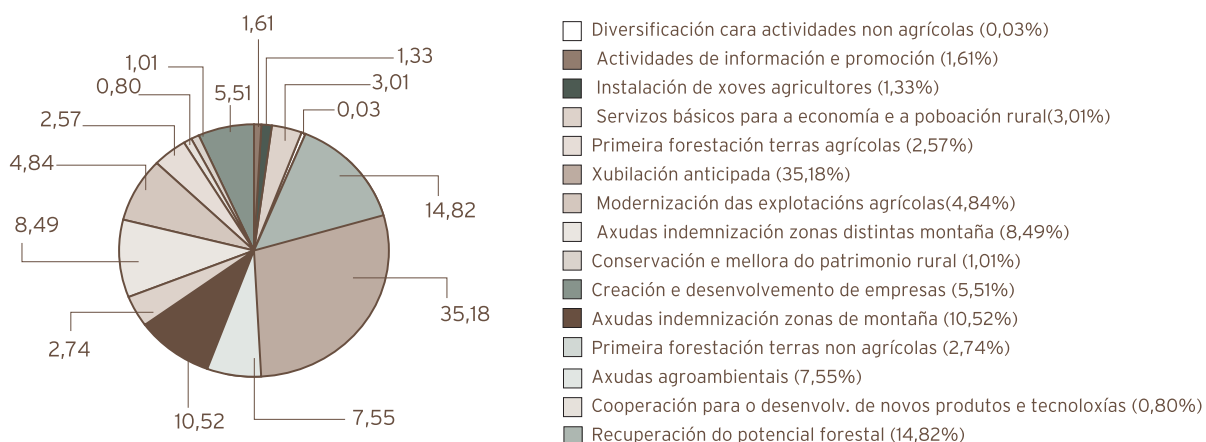 1,61
1,33
1,01
3,01
0,80
5,51
0,03
2,57
4,84
14,82
8,49
35,18
2,74
10,52
7,55
Diversificación cara actividades non agrícolas (0,03%)
Actividades de información e promoción (1,61%)
Instalación de xoves agricultores (1,33%)
Servizos básicos para a economía e a poboación rural(3,01%)
Primeira forestación terras agrícolas (2,57%)
Xubilación anticipada (35,18%)
Modernización das explotacións agrícolas(4,84%)
Axudas indemnización zonas distintas montaña (8,49%)
Conservación e mellora do patrimonio rural (1,01%)
Creación e desenvolvemento de empresas (5,51%)
Axudas indemnización zonas de montaña (10,52%)
Primeira forestación terras non agrícolas (2,74%)
Axudas agroambientais (7,55%)
Cooperación para o desenvolv. de novos produtos e tecnoloxías (0,80%)
Recuperación do potencial forestal (14,82%)